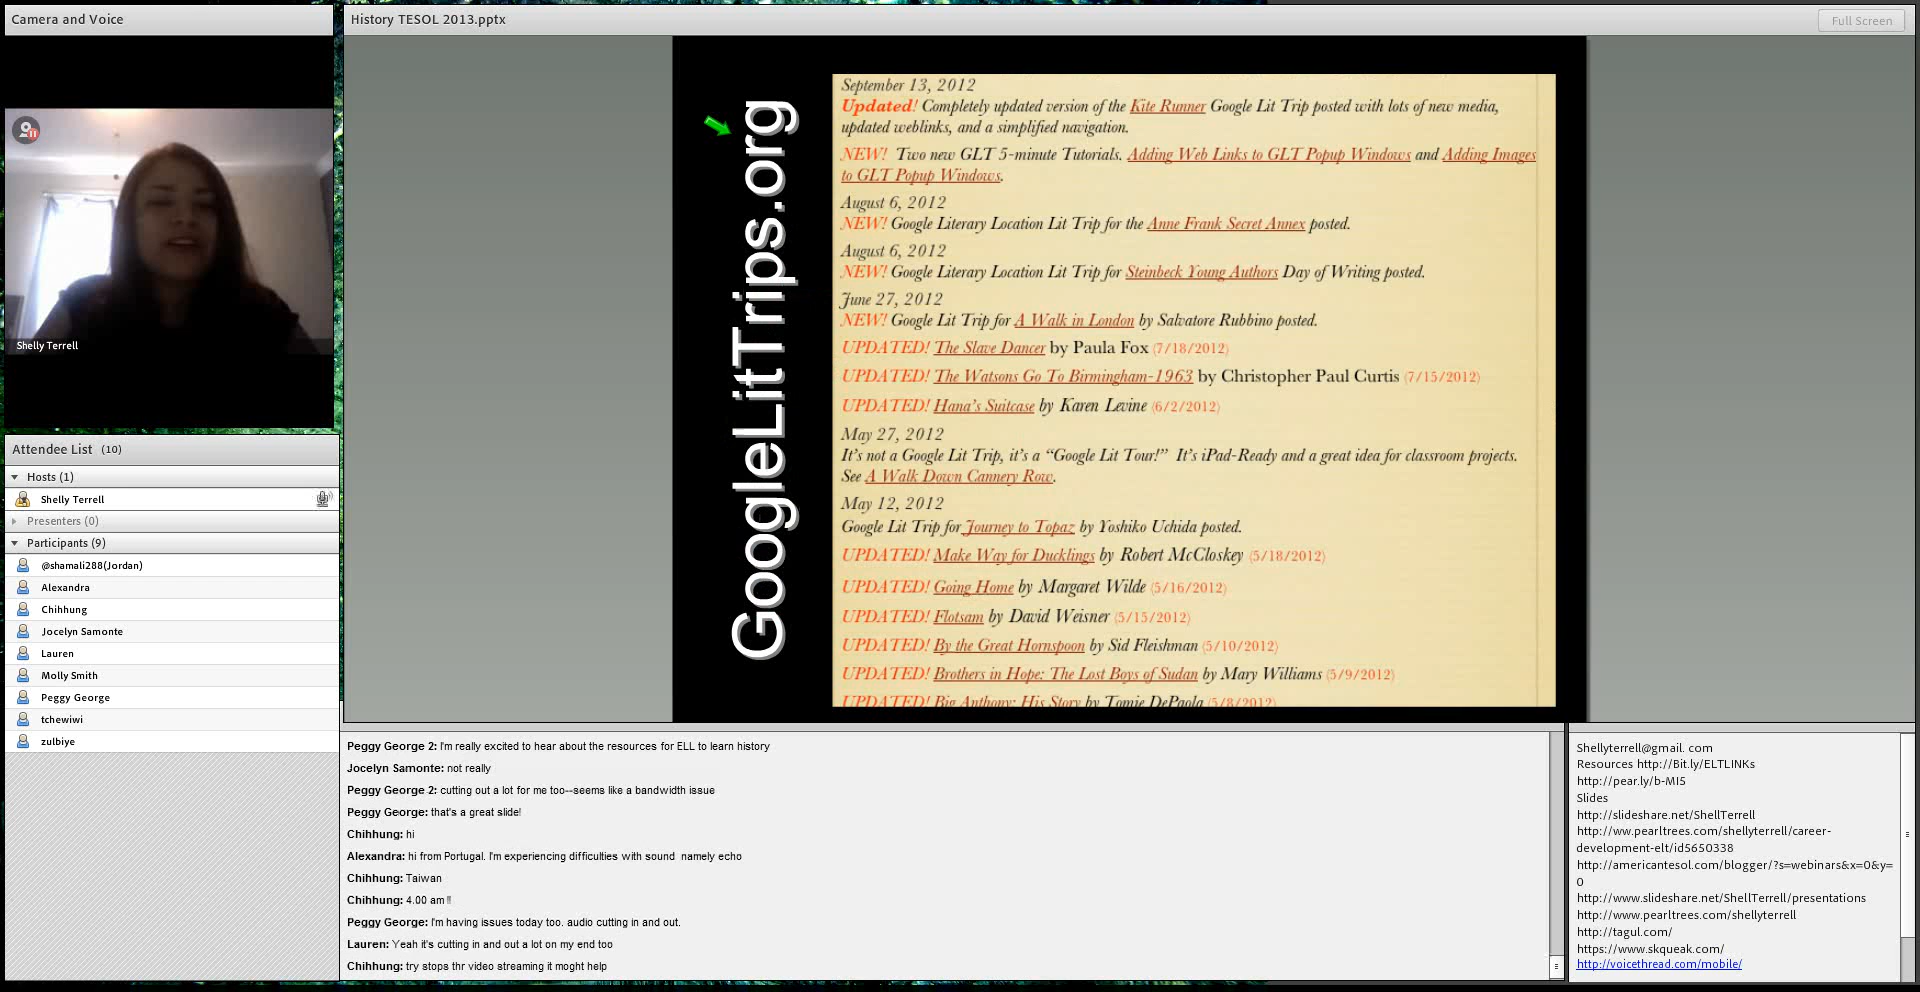 Camera and Voice
Shelly Terrell
Attendee List (10)
Hosts (1)
Shelly Terrell
Presenters (0)
Participants (9)
@shamali288(Jordan)
Alexandra
Chihhung
Jocelyn Samonte
Lauren
Molly Smith
Peggy George
tchewiwi
zulbiye
History TESOL 2013.pptx
Full Screen
GoogleLitTrips.org
September 13, 2012
Updated! Completely updated version of the Kite Runner Google Lit Trip posted with lots of new media,
updated weblinks, and a simplified navigation.
NEW! Two new GLT 5-minute Tutorials. Adding Web Links to GLT Popup Windows and Adding Images
to GLT Popup Windows.
August 6, 2012
NEW! Google Literary Location Lit Trip for the Anne Frank Secret Annex posted.
August 6, 2012
NEW! Google Literary Location Lit Trip for Steinbeck Young Authors Day of Writing posted.
June 27, 2012
NEW! Google Lit Trip for A Walk in London by Salvatore Rubbino posted.
UPDATED! The Slave Dancer by Paula Fox (7/18/2012)
UPDATED! The Watsons Go To Birmingham-1963 by Christopher Paul Curtis (7/15/2012)
UPDATED! Hana's Suitcase by Karen Levine (6/2/2012)
May 27, 2012
It's not a Google Lit Trip, it's a "Google Lit Tour!" It's iPad-Ready and a great idea for classroom projects.
See A Walk Down Cannery Row.
May 12, 2012
Google Lit Trip for Journey to Topaz by Yoshiko Uchida posted.
UPDATED! Make Way for Ducklings by Robert McCloskey (5/18/2012)
UPDATED! Going Home by Margaret Wilde (5/16/2012)
UPDATED! Flotsam by David Weisner (5/15/2012)
UPDATED! By the Great Hornspoon by Sid Fleishman (5/10/2012)
UPDATED! Brothers in Hope: The Lost Boys of Sudan by Mary Williams (5/9/2012)
UPDATED! Big Anthony: His Story by Tomie DePaola (5/8/2012)
Peggy George 2: I'm really excited to hear about the resources for ELL to learn history
Jocelyn Samonte: not really
Peggy George 2: cutting out a lot for me too--seems like a bandwidth issue
Peggy George: that's a great slide!
Chihhung: hi
Alexandra: hi from Portugal. I'm experiencing difficulties with sound namely echo
Chihhung: Taiwan
Chihhung: 4.00 am !!
Peggy George: I'm having issues today too. audio cutting in and out.
Lauren: Yeah it's cutting in and out a lot on my end too
Chihhung: try stops thr video streaming it moght help
Shellyterrell@gmail. com
Resources http://Bit.ly/ELTLINKs
http://pear.ly/b-MI5
Slides
http://slideshare.net/ShellTerrell
http://ww.pearltrees.com/shellyterrell/career-
development-elt/id5650338
http://americantesol.com/blogger/?s=webinars&x=0&y=
0
http://www.slideshare.net/ShellTerrell/presentations
http://www.pearltrees.com/shellyterrell
http://tagul.com/
https://www.skqueak.com/
http://voicethread.com/mobile/